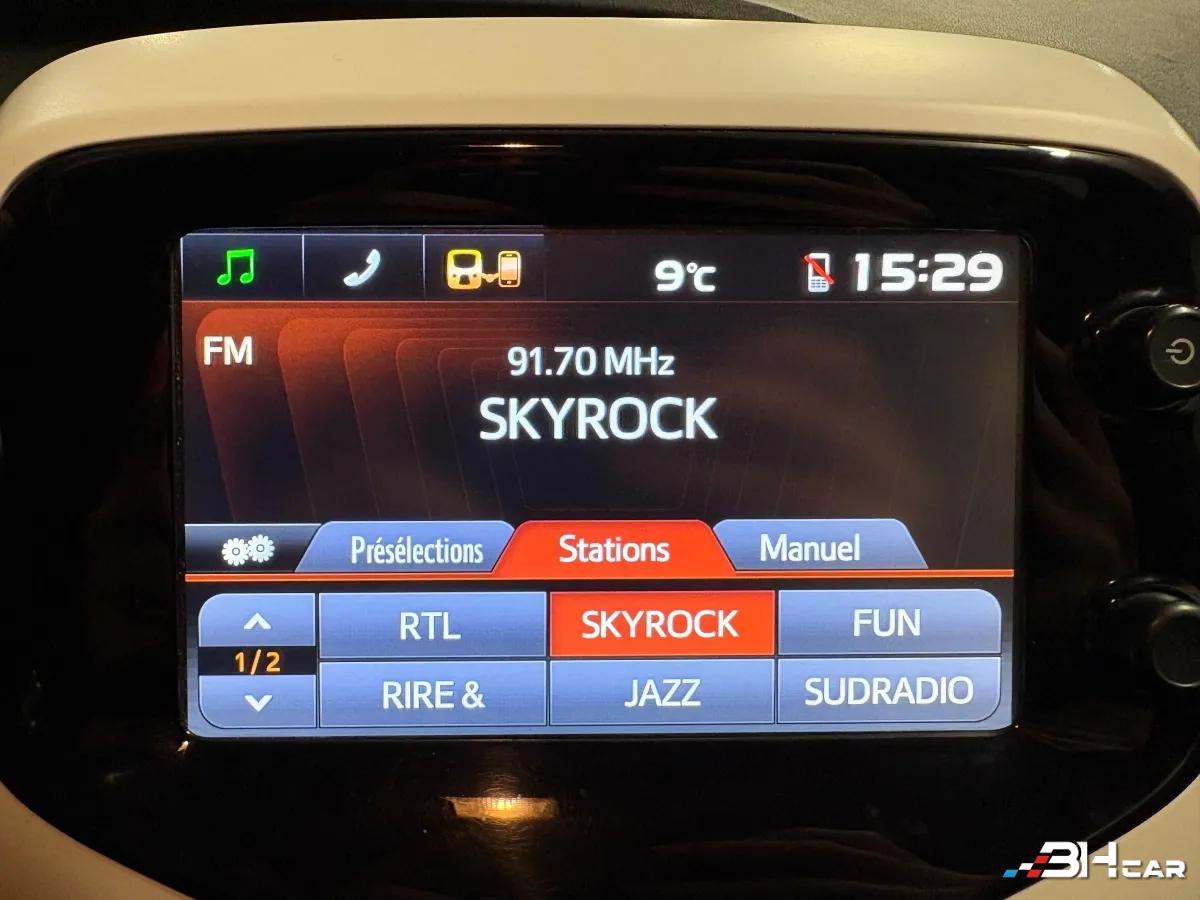 9°C
15:29
FM
91.70 MHz
SKYROCK
Présélections
Stations
Manuel
RTL
SKYROCK
FUN
1/2
RIRE &
JAZZ
SUDRADIO
3HCAR